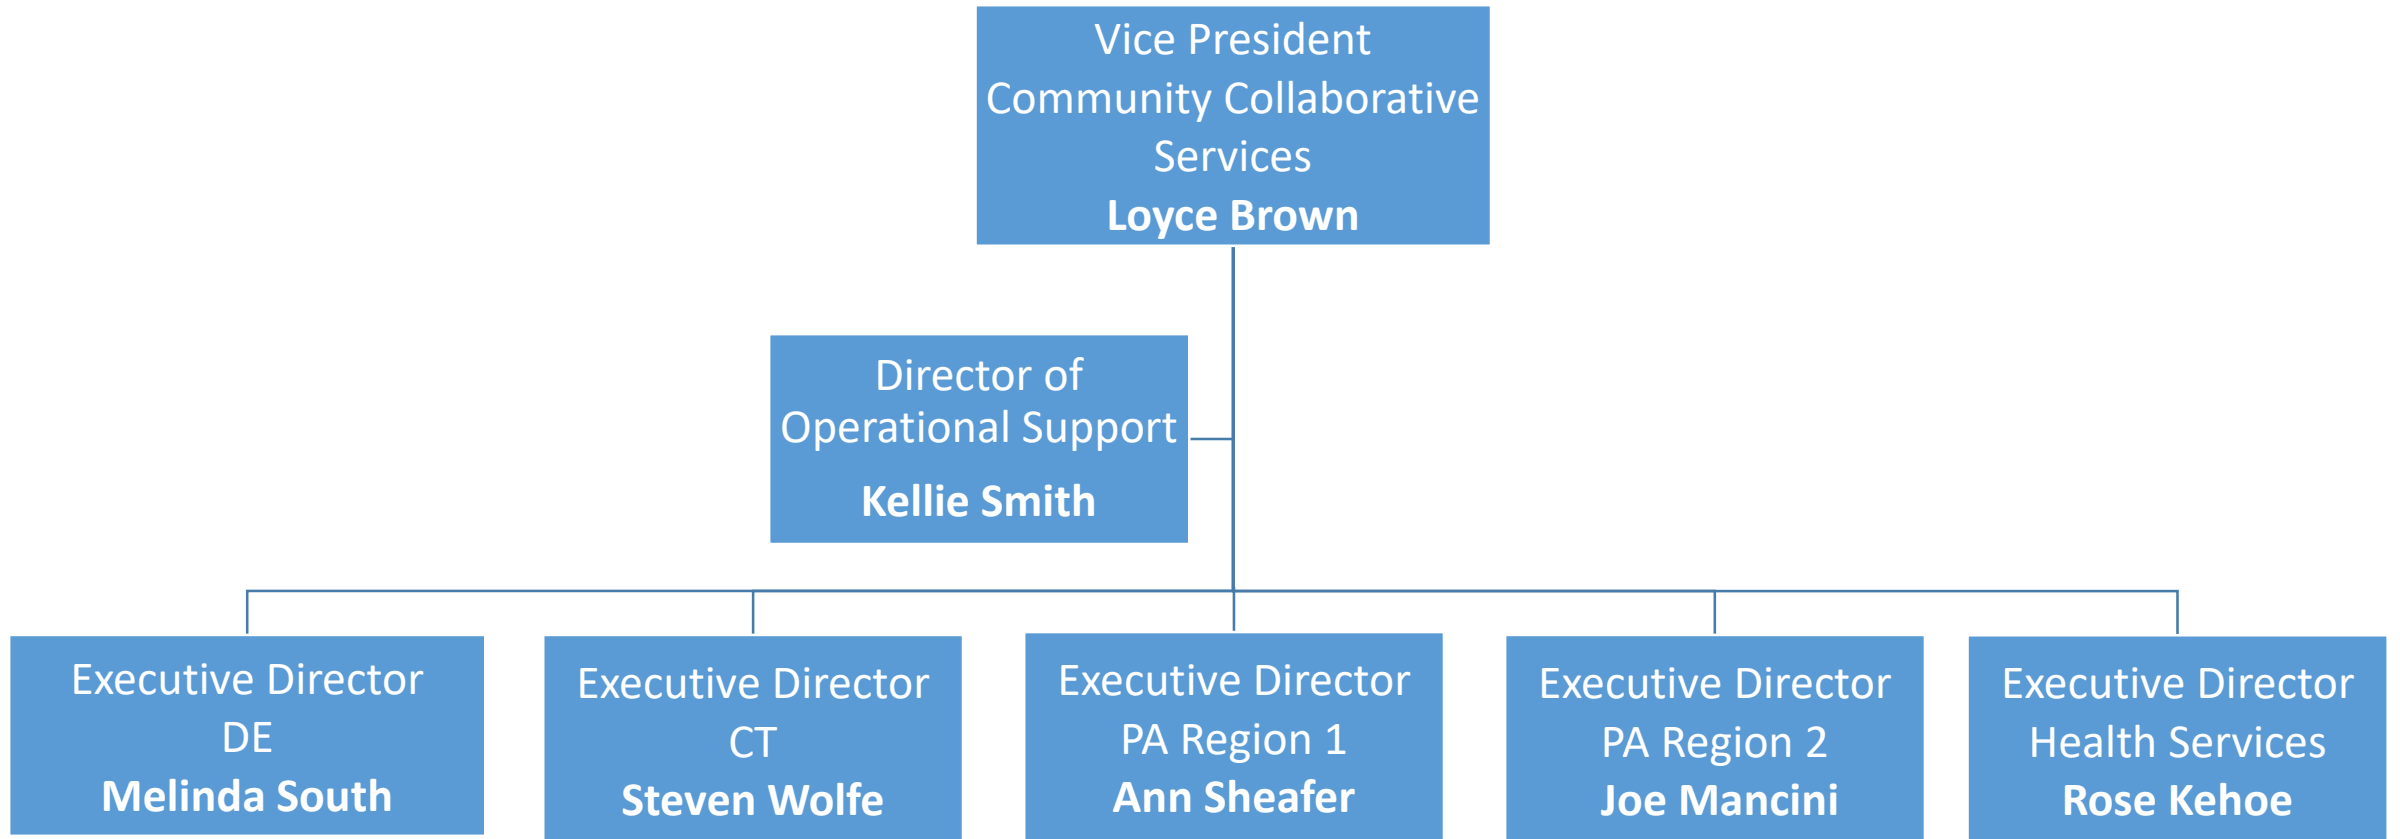 Vice President
Community Collaborative
Services
Loyce Brown
Director of
Operational Support
Kellie Smith
Executive Director
DE
Melinda South
Executive Director
CT
Steven Wolfe
Executive Director
PA Region 1
Ann Sheafer
Executive Director
PA Region 2
Joe Mancini
Executive Director
Health Services
Rose Kehoe